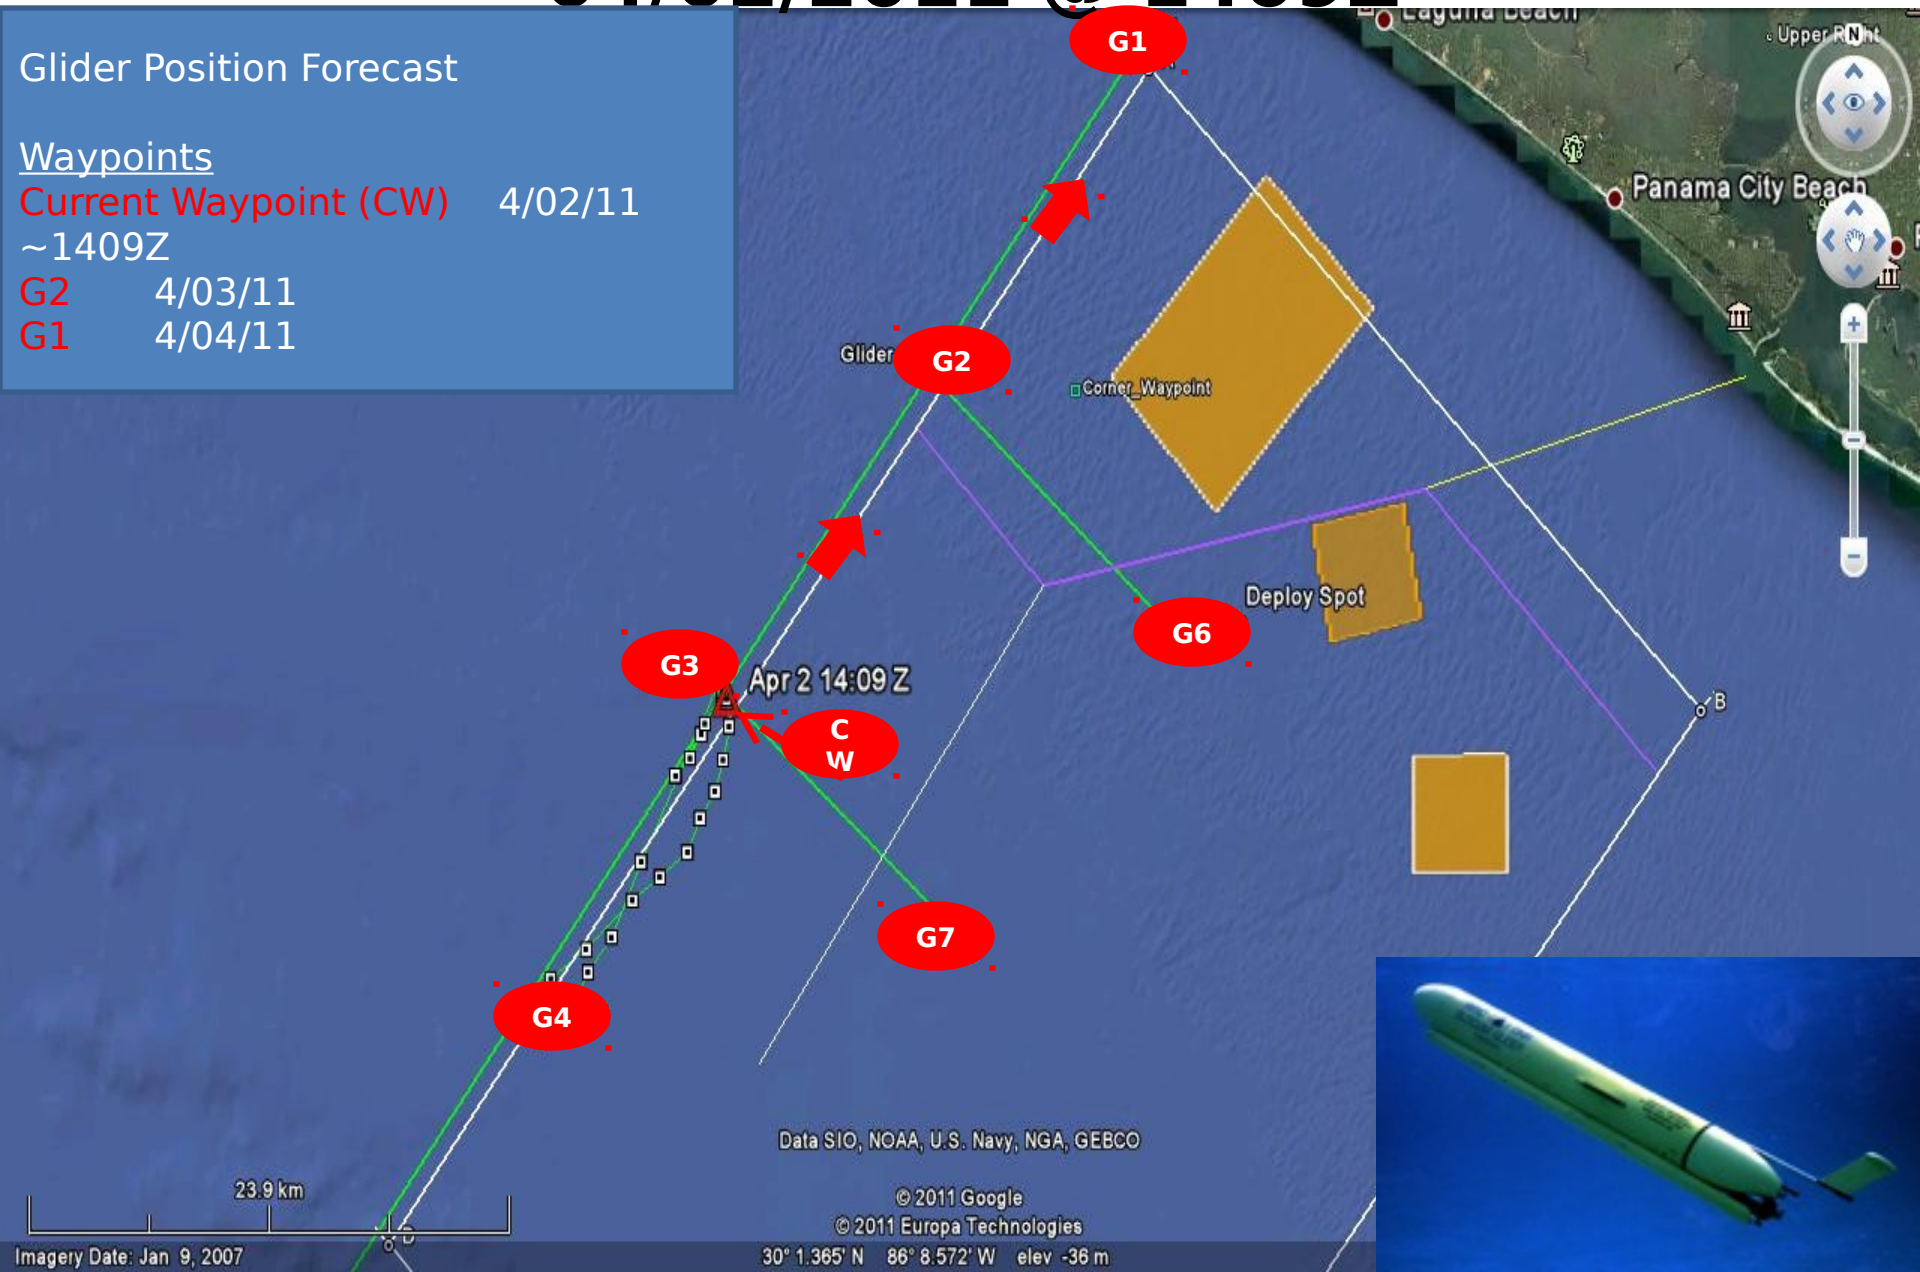 Laguna Beach
G1
Glider Position Forecast
Waypoints
Current Waypoint (CW) 4/02/11
~1409Z
G2 4/03/11
G1 4/04/11
N
Panama City Beach
Glider
G2
Corner_Waypoint
Deploy Spot
G6
G3
Apr 2 14:09 Z
C
W
B
G7
G4
Data SIO, NOAA, U.S. Navy, NGA, GEBCO
23.9 km
© 2011 Google
© 2011 Europa Technologies
D
Imagery Date: Jan 9, 2007
30° 1.365' N 86° 8.572' W elev -36 m